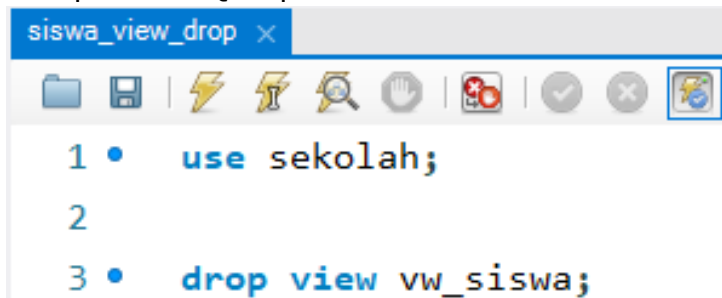 siswa_view_drop
1 use sekolah;
2
3 drop view vw_siswa;